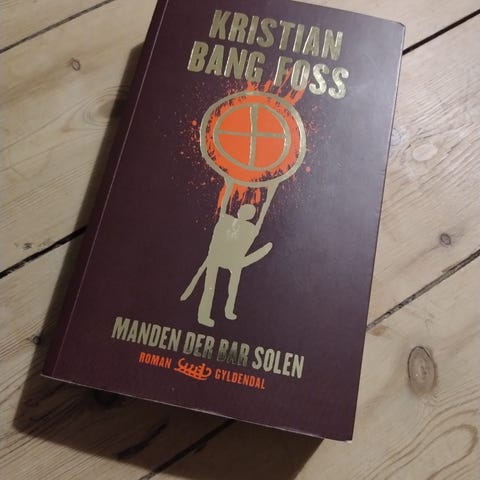 KRISTIAN
BANG FOSS
MANDEN DER BAR SOLEN
ROMAN GYLDENDAL